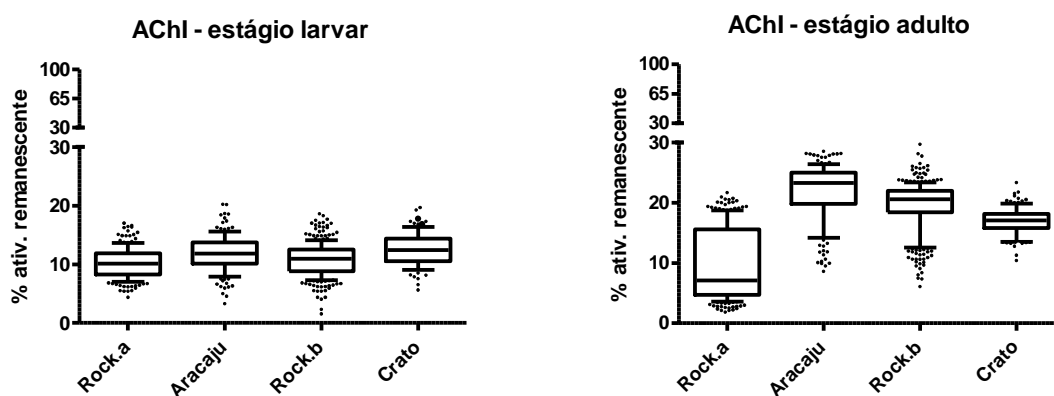 AChI - estágio larvar
% ativ. remanescente
100
65
30
30
20
10
0
Rock.a
Aracaju
Rock.b
Crato
AChI - estágio adulto
% ativ. remanescente
100
65
30
30
20
10
0
Rock.a
Aracaju
Rock.b
Crato